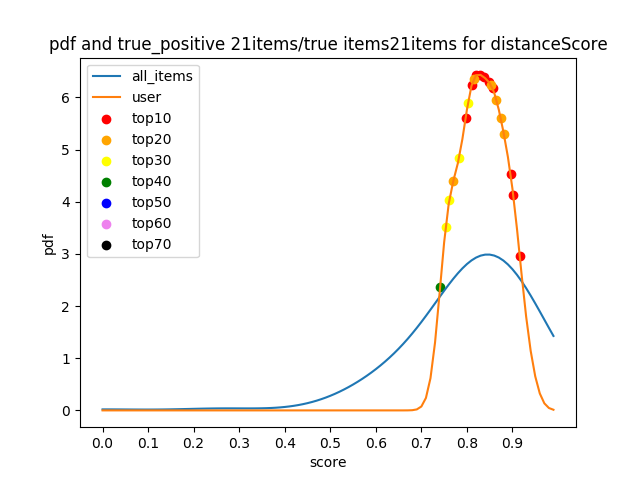 pdf and true_positive 21items/true items21items for distanceScore
all_items
user
top10
top20
top30
top40
top50
top60
top70
pdf
6
5
4
3
2
1
0
0.0 0.1 0.2 0.3 0.4 0.5 0.6 0.7 0.8 0.9
score